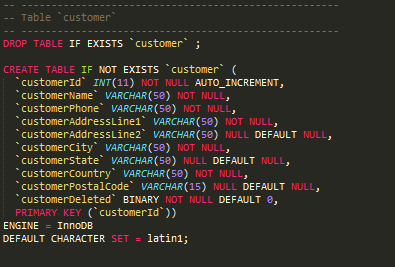 -- -----------------------------------------------------
-- Table `customer`
-- -----------------------------------------------------
DROP TABLE IF EXISTS `customer` ;
CREATE TABLE IF NOT EXISTS `customer` (
`customerId` INT(11) NOT NULL AUTO_INCREMENT,
`customerName` VARCHAR(50) NOT NULL,
`customerPhone` VARCHAR(50) NOT NULL,
`customerAddressLine1` VARCHAR(50) NOT NULL,
`customerAddressLine2` VARCHAR(50) NULL DEFAULT NULL,
`customerCity` VARCHAR(50) NOT NULL,
`customerState` VARCHAR(50) NULL DEFAULT NULL,
`customerCountry` VARCHAR(50) NOT NULL,
`customerPostalCode` VARCHAR(15) NULL DEFAULT NULL,
`customerDeleted` BINARY NOT NULL DEFAULT 0,
PRIMARY KEY (`customerId`))
ENGINE = InnoDB
DEFAULT CHARACTER SET = latin1;